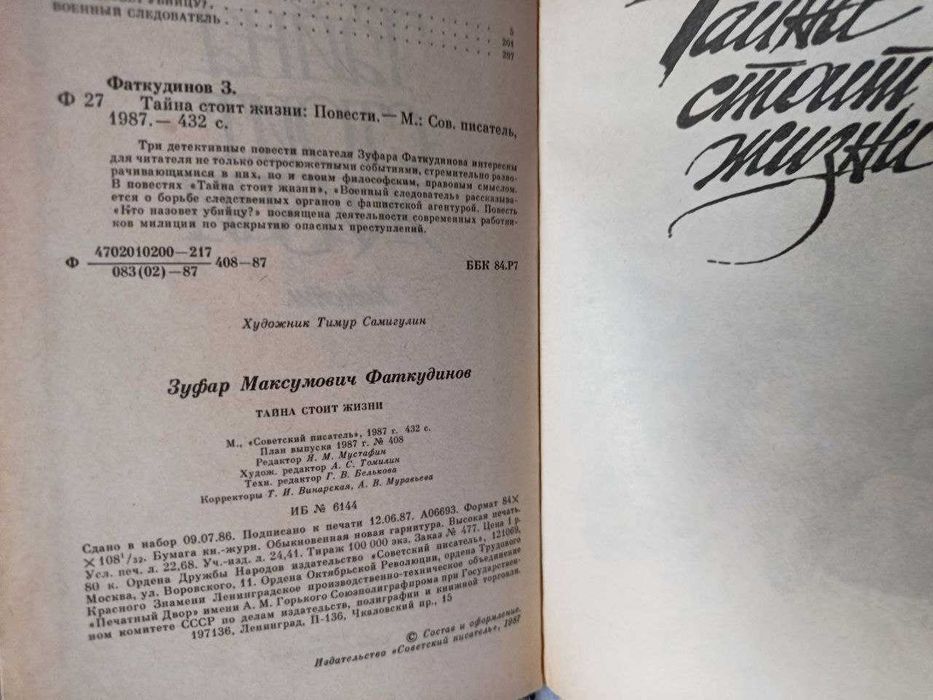 УБИЙЦУ?
ВОЕННЫЙ СЛЕДОВАТЕЛЬ
5
201
297
Фаткудинов З.
Ф 27 Тайна стоит жизни: Повести.— М.: Сов. писатель,
1987.— 432 с.
Три детективные повести писателя Зуфара Фаткудинова интересны
для читателя не только остросюжетными событиями, стремительно разво-
рачивающимися в них, но и своим философским, правовым смыслом.
В повестях «Тайна стоит жизни», «Военный следователь» рассказыва-
ется о борьбе следственных органов с фашистской агентурой. Повесть
«Кто назовет убийцу?» посвящена деятельности современных работни-
ков милиции по раскрытию опасных преступлений.
Ф 4702010200—217 408—87
083(02)—87
ББК 84.Р7
Художник Тимур Самигулин
Зуфар Максумович Фаткудинов
ТАЙНА СТОИТ ЖИЗНИ
М., «Советский писатель», 1987 г. 432 с.
План выпуска 1987 г. № 408
Редактор Я. М. Мустафин
Худож. редактор А. С. Томилин
Техн. редактор Г. В. Белькова
Корректоры Т. И. Винарская, А. В. Муравьева
ИБ № 6144
Сдано в набор 09.07.86. Подписано к печати 12.06.87. А06693. Формат 84×
×108¹/₃₂. Бумага кн.-журн. Обыкновенная новая гарнитура. Высокая печать.
Усл. печ. л. 22,68. Уч.-изд. л. 24,41. Тираж 100 000 экз. Заказ № 477. Цена 1 р.
80 к. Ордена Дружбы Народов издательство «Советский писатель», 121069,
Москва, ул. Воровского, 11. Ордена Октябрьской Революции, ордена Трудового
Красного Знамени Ленинградское производственно-техническое объединение
«Печатный Двор» имени А. М. Горького Союзполиграфпрома при Государствен-
ном комитете СССР по делам издательств, полиграфии и книжной торговли.
197136, Ленинград, П-136, Чкаловский пр., 15
© Состав и оформление.
Издательство «Советский писатель», 1987
Тайна
стоит
жизни